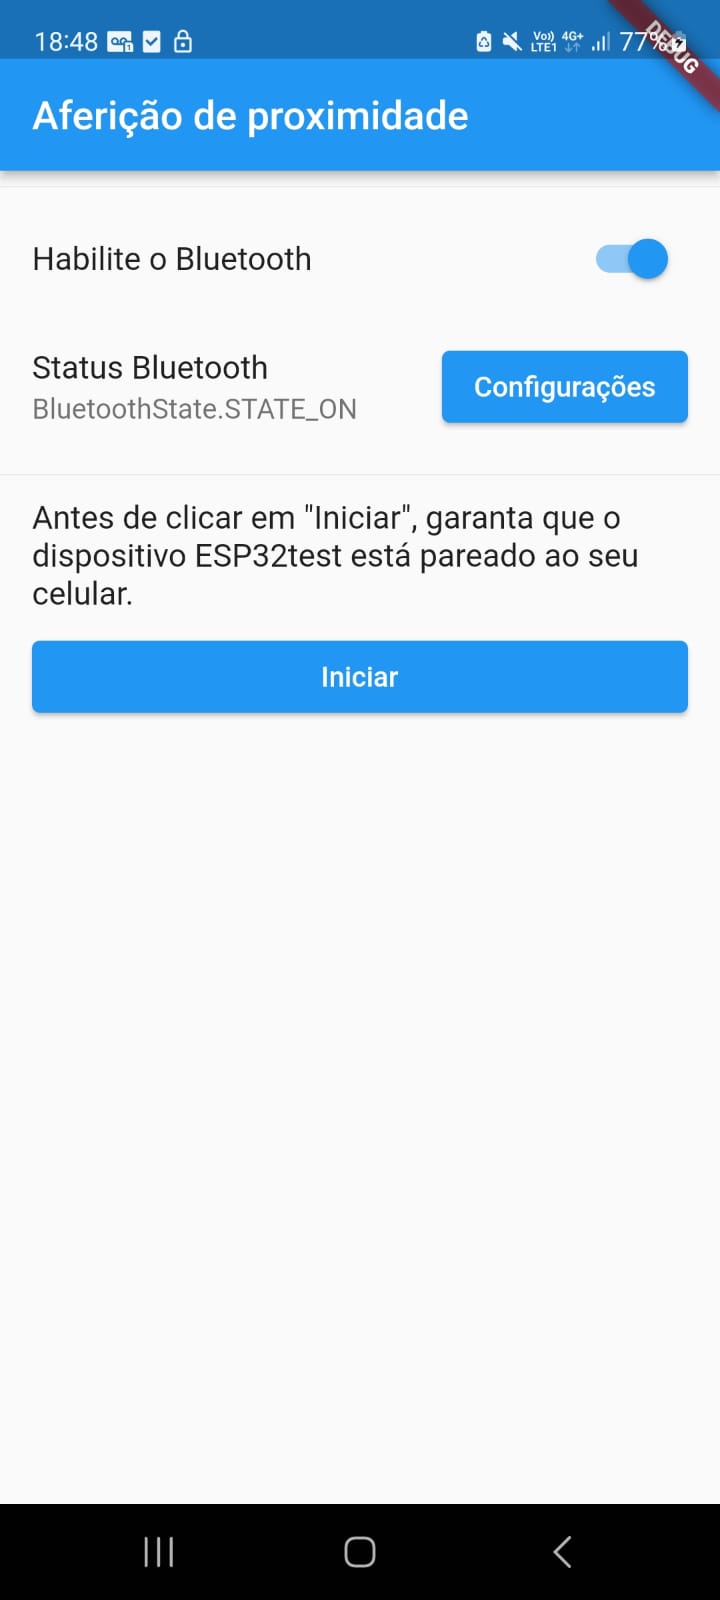 18:48
Vo)) 4G+ 77%
LTE1
DEBUG
Aferição de proximidade
Habilite o Bluetooth
Status Bluetooth
BluetoothState.STATE_ON
Configurações
Antes de clicar em "Iniciar", garanta que o
dispositivo ESP32test está pareado ao seu
celular.
Iniciar